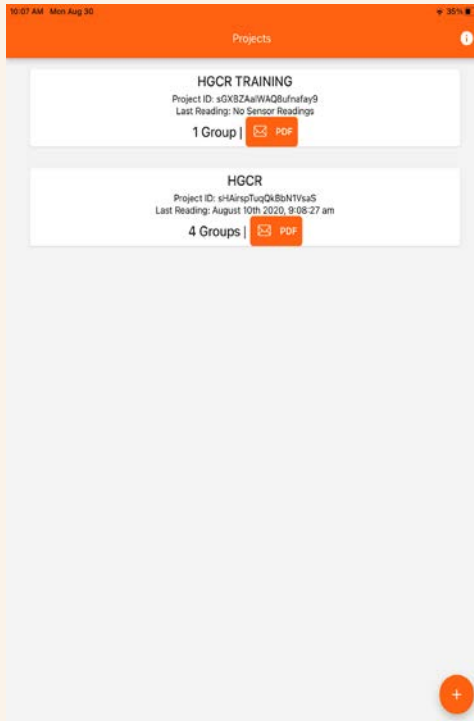 10:07 AM Mon Aug 30 35%
Projects
HGCR TRAINING
Project ID: sGXBZAaiWAQBufnafay9
Last Reading: No Sensor Readings
1 Group | PDF
HGCR
Project ID: sHAirspTuqQkBbN1VsaS
Last Reading: August 10th 2020, 9:08:27 am
4 Groups | PDF
+